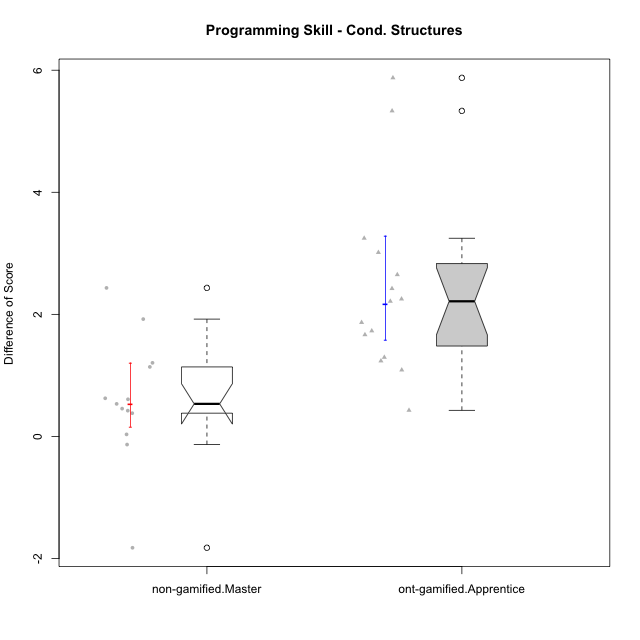 Programming Skill - Cond. Structures
Difference of Score
6
4
2
0
-2
non-gamified.Master
ont-gamified.Apprentice